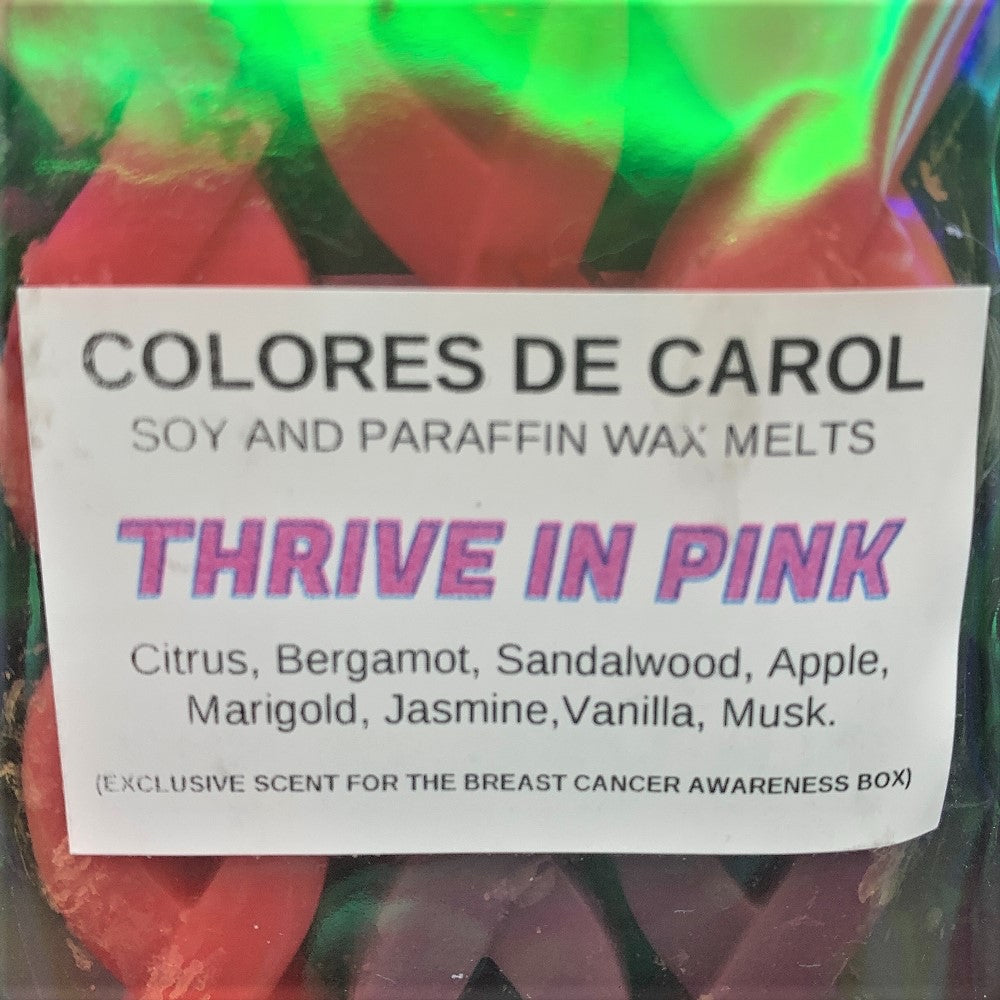 COLORES DE CAROL
SOY AND PARAFFIN WAX MELTS
THRIVE IN PINK
Citrus, Bergamot, Sandalwood, Apple,
Marigold, Jasmine,Vanilla, Musk.
(EXCLUSIVE SCENT FOR THE BREAST CANCER AWARENESS BOX)